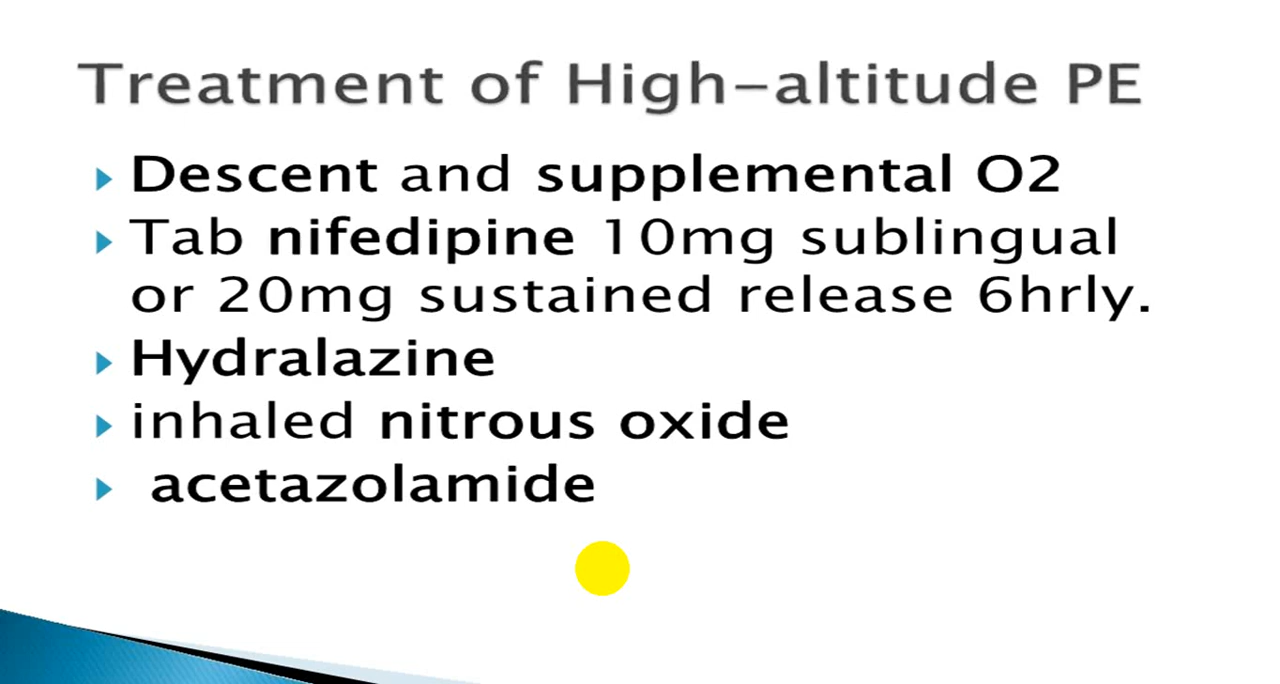 Treatment of High-altitude PE
Descent and supplemental O2
Tab nifedipine 10mg sublingual
or 20mg sustained release 6hrly.
Hydralazine
inhaled nitrous oxide
acetazolamide